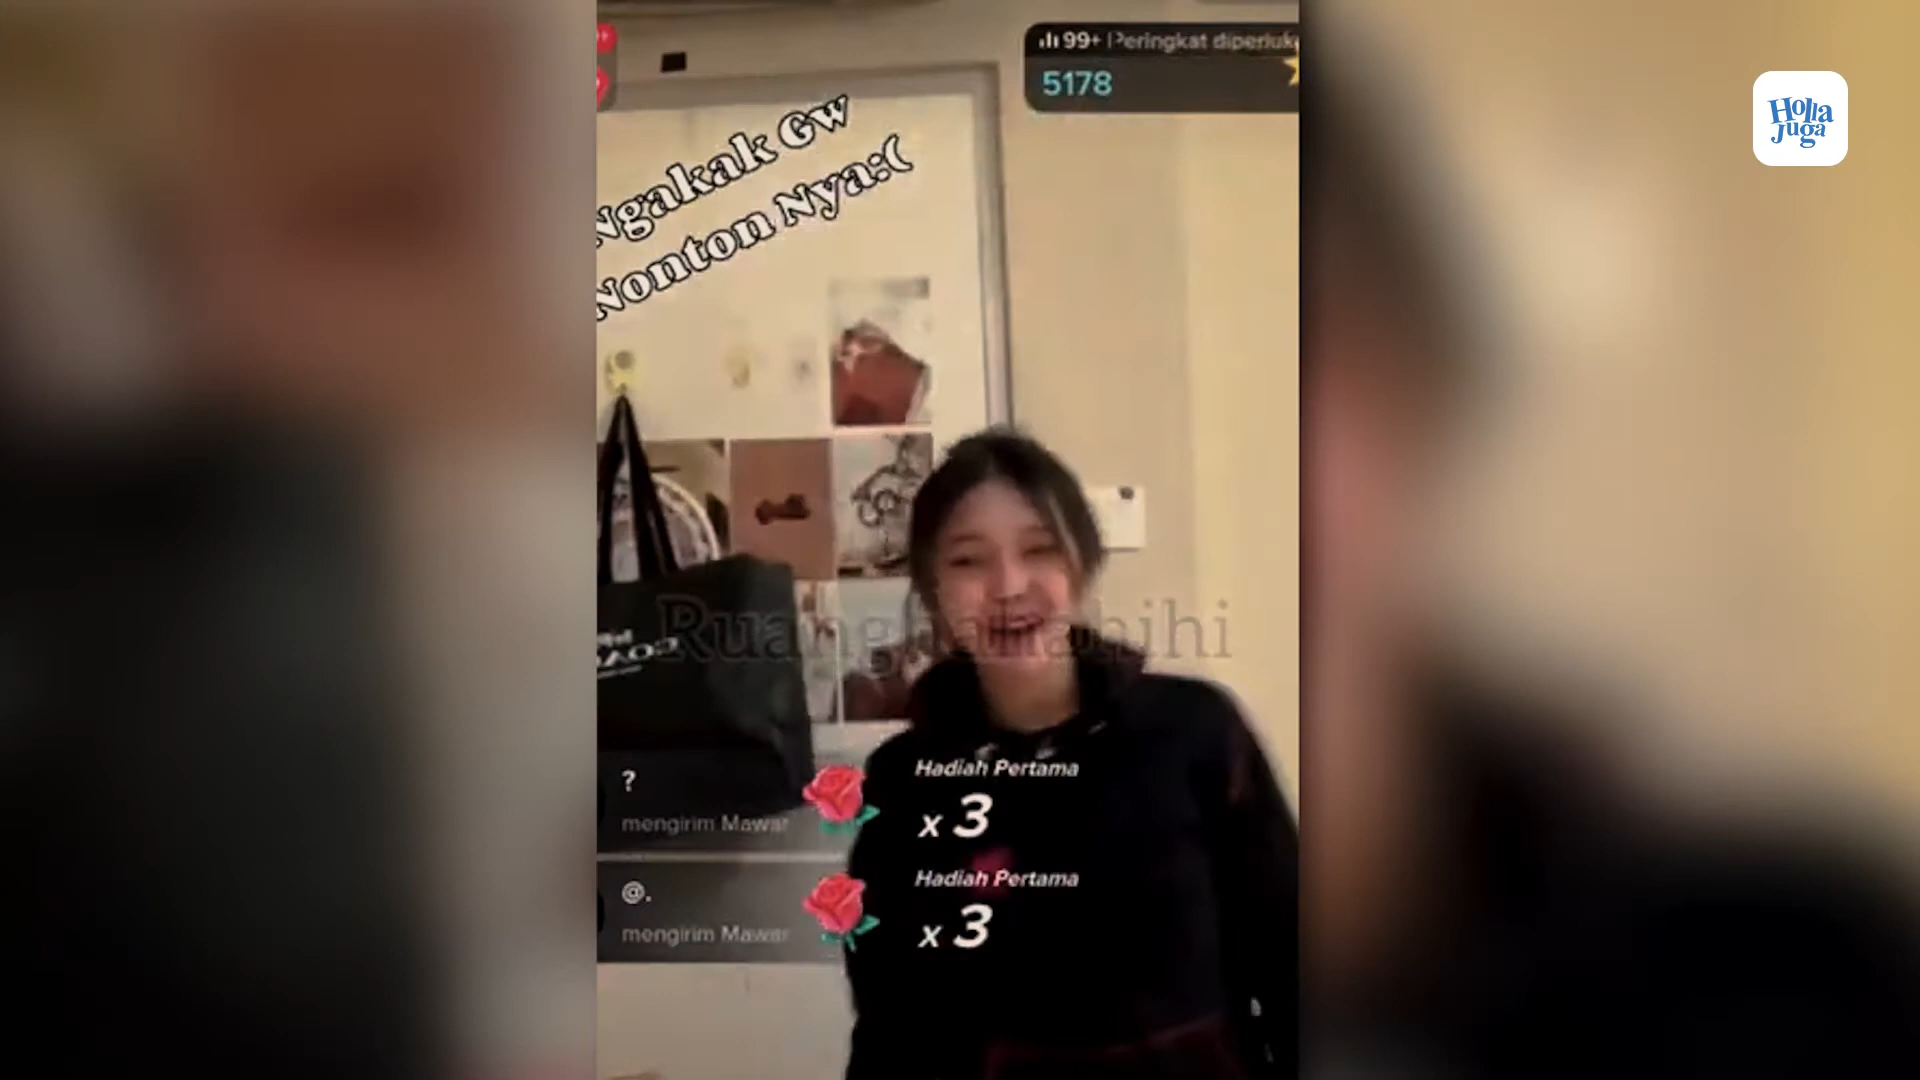 99+ Peringkat diperluk
5178
Holla
Juga
Ngakak Gw
Nonton Nya:(
Ruanghahahihi
?
mengirim Mawar
Hadiah Pertama
x 3
@.
mengirim Mawar
Hadiah Pertama
x 3